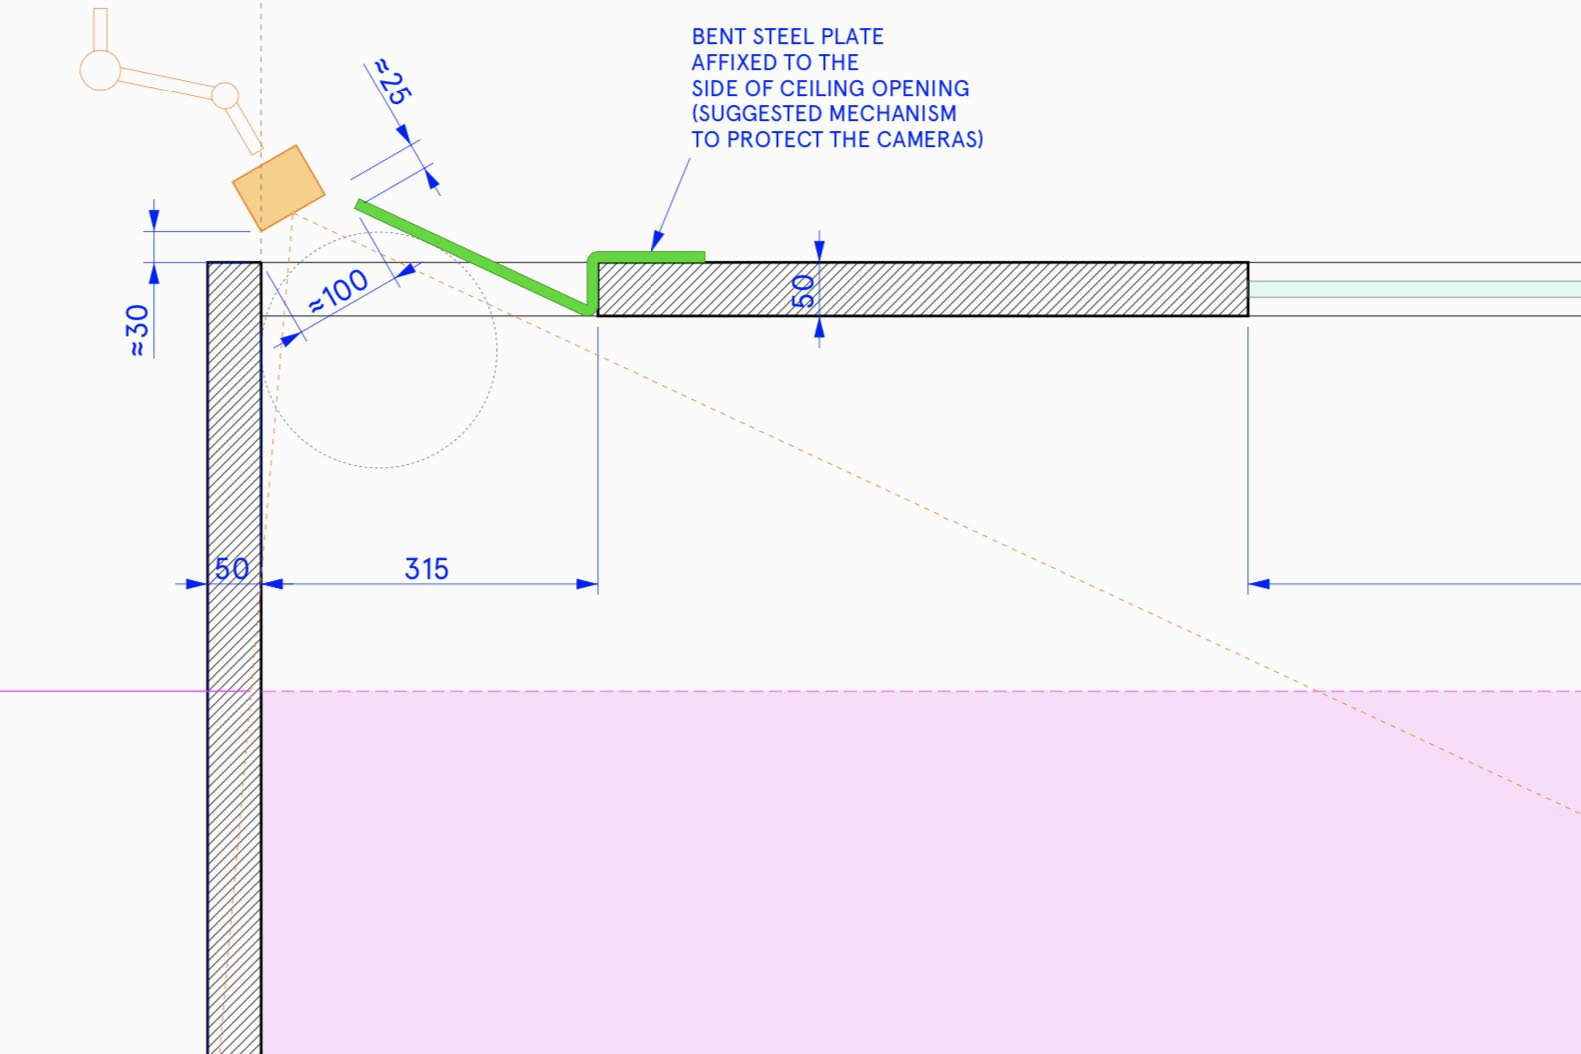 BENT STEEL PLATE
AFFIXED TO THE
SIDE OF CEILING OPENING
(SUGGESTED MECHANISM
TO PROTECT THE CAMERAS)
≈25
≈100
≈30
50
50
315